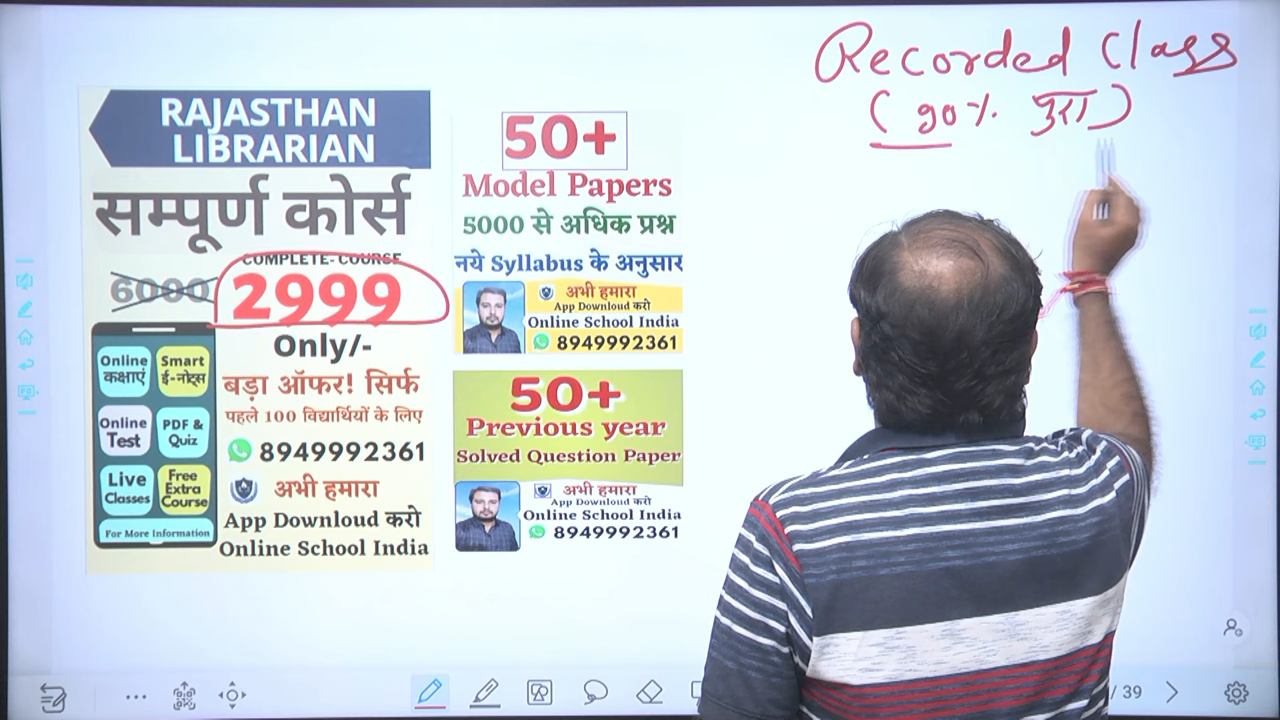 Recorded Class
( 90% पुरा )
RAJASTHAN
LIBRARIAN
सम्पूर्ण कोर्स
COMPLETE-COURSE
6000 2999
Only/-
बड़ा ऑफर! सिर्फ
पहले 100 विद्यार्थियों के लिए
8949992361
अभी हमारा
App Downloud करो
Online School India
Online
कक्षाएं
Smart
ई-नोट्स
Online
Test
PDF &
Quiz
Live
Classes
Free
Extra
Course
For More Information
50+
Model Papers
5000 से अधिक प्रश्न
नये Syllabus के अनुसार
अभी हमारा
App Downloud करो
Online School India
8949992361
50+
Previous year
Solved Question Paper
अभी हमारा
App Downloud करो
Online School India
8949992361
/ 39